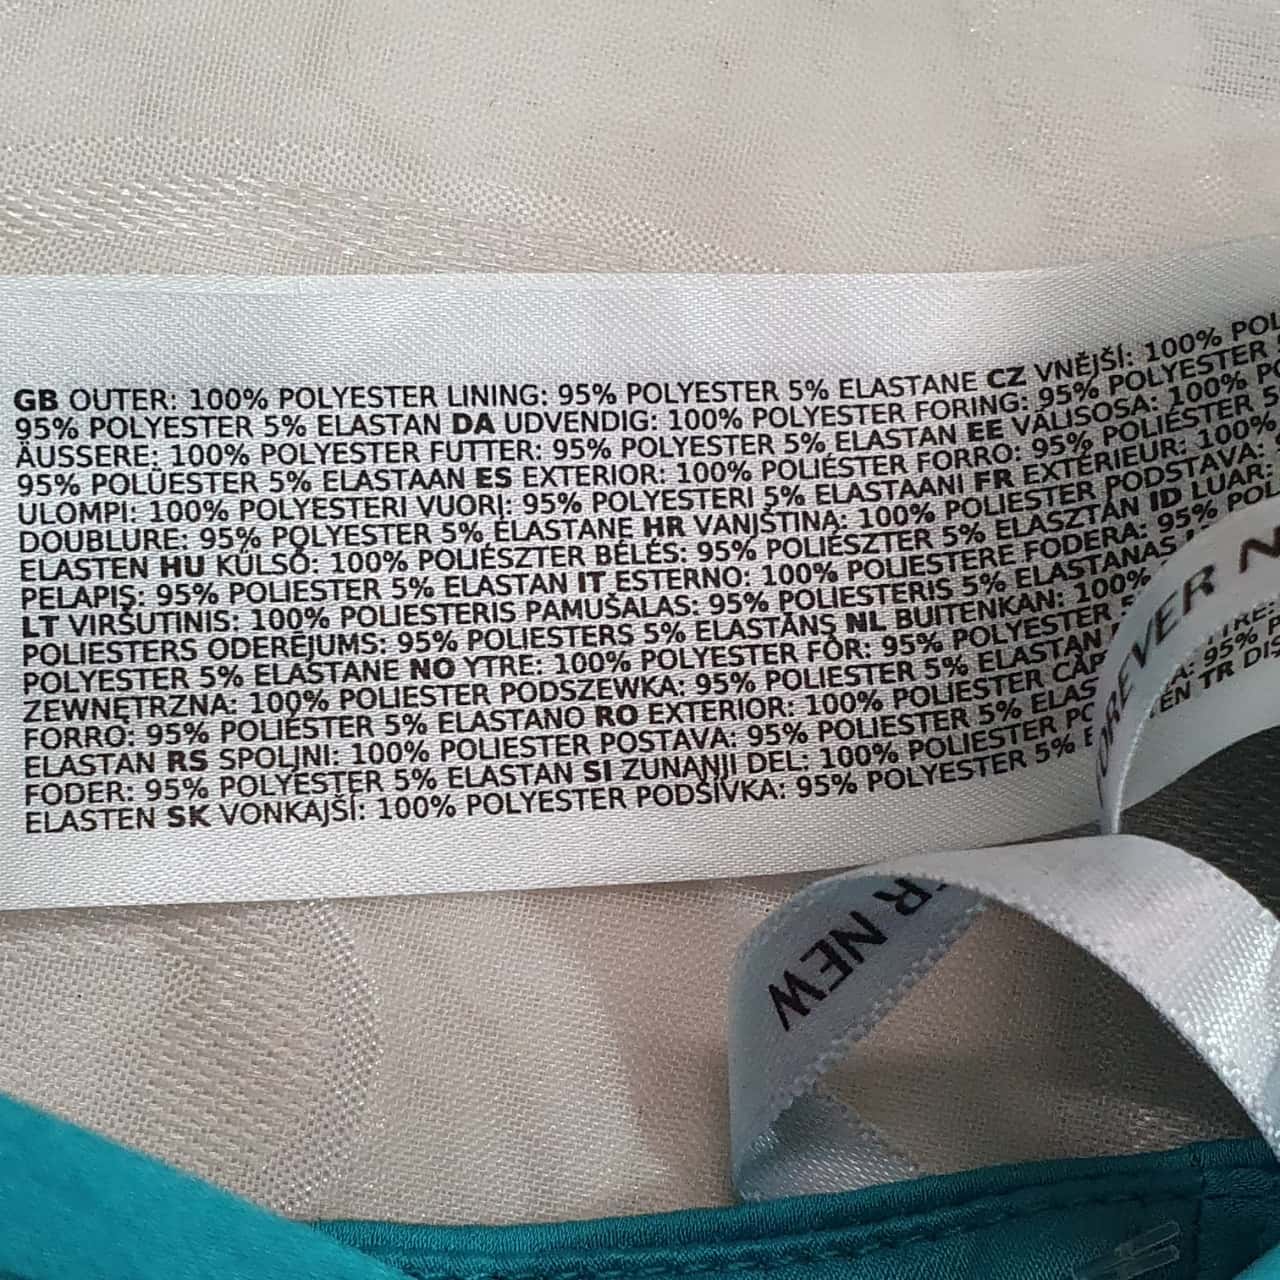 GB OUTER: 100% POLYESTER LINING: 95% POLYESTER 5% ELASTANE CZ VNĚJŠÍ: 100%
95% POLYESTER 5% ELASTAN DA UDVENDIG: 100% POLYESTER FORING: 95% POLYESTER
ÄUSSERE: 100% POLYESTER FUTTER: 95% POLYESTER 5% ELASTAN EE VÄLISOSA: 100%
95% POLÜESTER 5% ELASTAAN ES EXTERIOR: 100% POLIÉSTER FORRO: 95% POLIÉSTER
ULOMPI: 100% POLYESTERI VUORI: 95% POLYESTERI 5% ELASTAANI FR EXTÉRIEUR: 100%
DOUBLURE: 95% POLYESTER 5% ÉLASTANE HR VANJŠTINA: 100% POLIESTER PODSTAVA:
ELASTEN HU KÜLSŐ: 100% POLIÉSZTER BÉLÉS: 95% POLIÉSZTER 5% ELASZTÁN ID LUAR:
PELAPIS: 95% POLIESTER 5% ELASTAN IT ESTERNO: 100% POLIESTERE FODERA: 95%
LT VIRŠUTINIS: 100% POLIESTERIS PAMUŠALAS: 95% POLIESTERIS 5% ELASTANAS
POLIESTERS ODERĒJUMS: 95% POLIESTERS 5% ELASTĀNS NL BUITENKAN: 100%
POLYESTER 5% ELASTANE NO YTRE: 100% POLYESTER FÔR: 95% POLYESTER
ZEWNĘTRZNA: 100% POLIESTER PODSZEWKA: 95% POLIESTER 5% ELASTAN
FORRO: 95% POLIÉSTER 5% ELASTANO RO EXTERIOR: 100% POLIESTER
ELASTAN RS SPOLJNI: 100% POLIESTER POSTAVA: 95% POLIESTER 5%
FODER: 95% POLYESTER 5% ELASTAN SI ZUNANJI DEL: 100% POLIESTER
ELASTEN SK VONKAJŠÍ: 100% POLYESTER PODŠÍVKA: 95% POLYESTER 5%
95%
TR
FOREVER
ER NEW